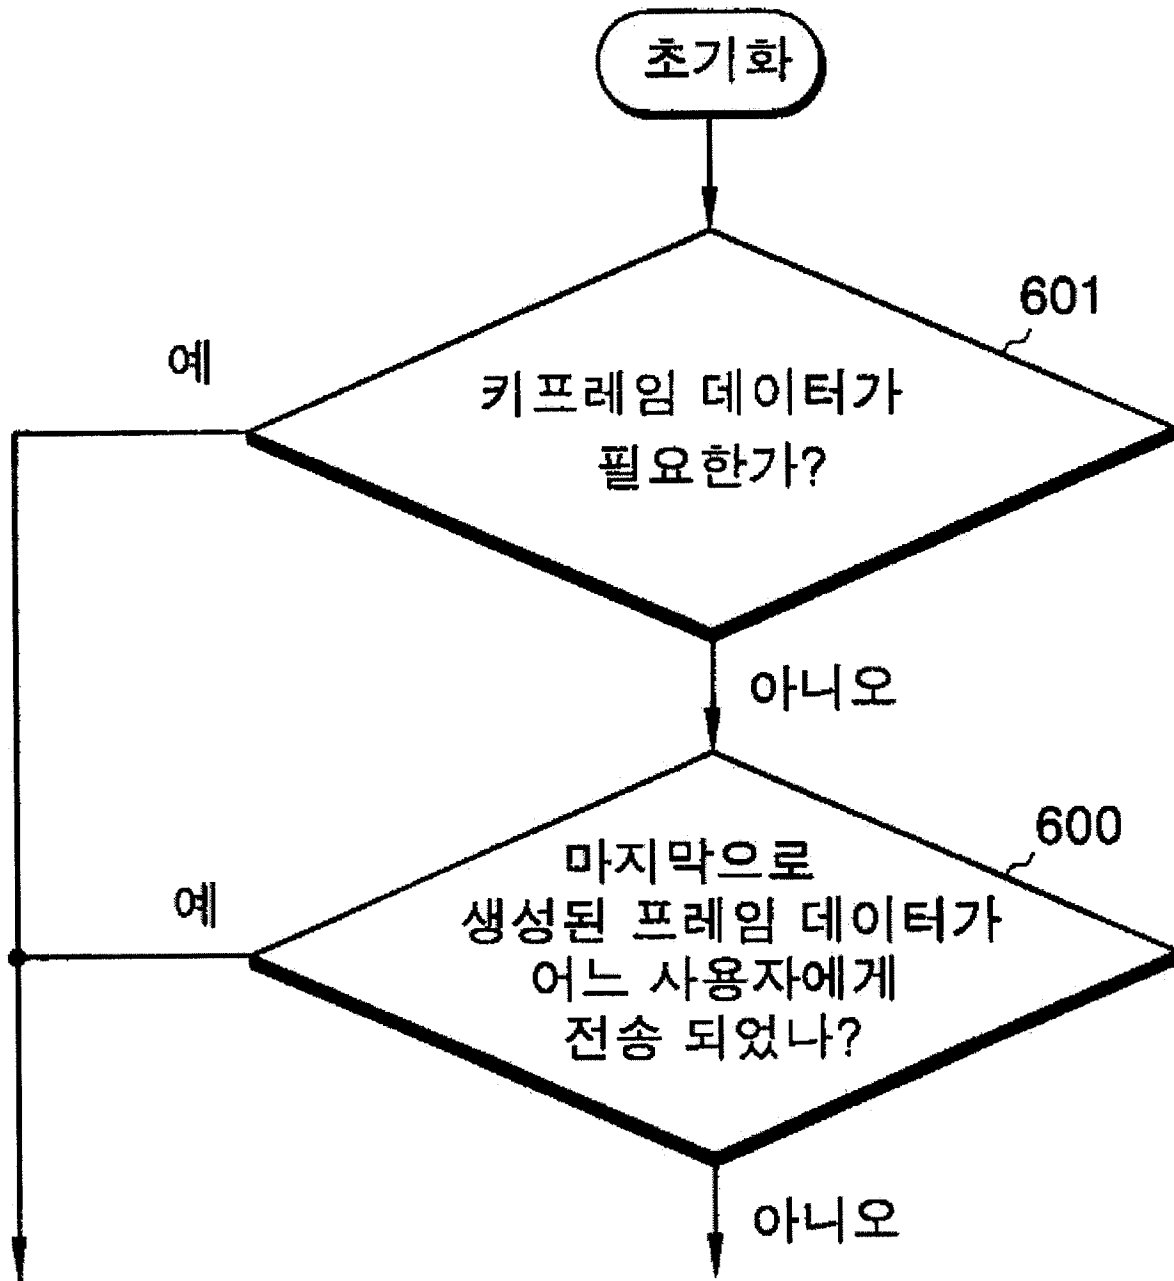 초기화
601
예
키프레임 데이터가
필요한가?
아니오
600
예
마지막으로
생성된 프레임 데이터가
어느 사용자에게
전송 되었나?
아니오